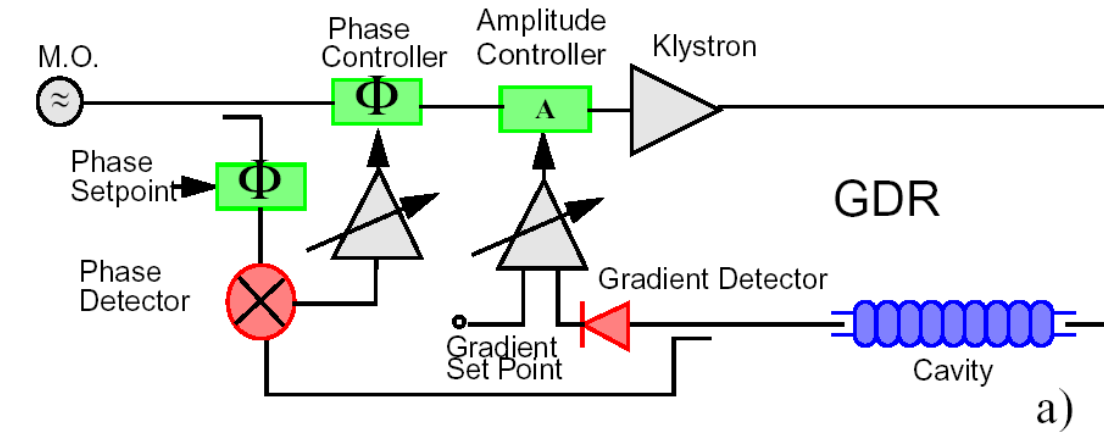 M.O.
Phase
Controller
Amplitude
Controller
Klystron
Φ
A
≈
Phase
Setpoint
Φ
GDR
Phase
Detector
Gradient Detector
Gradient
Set Point
Cavity
a)